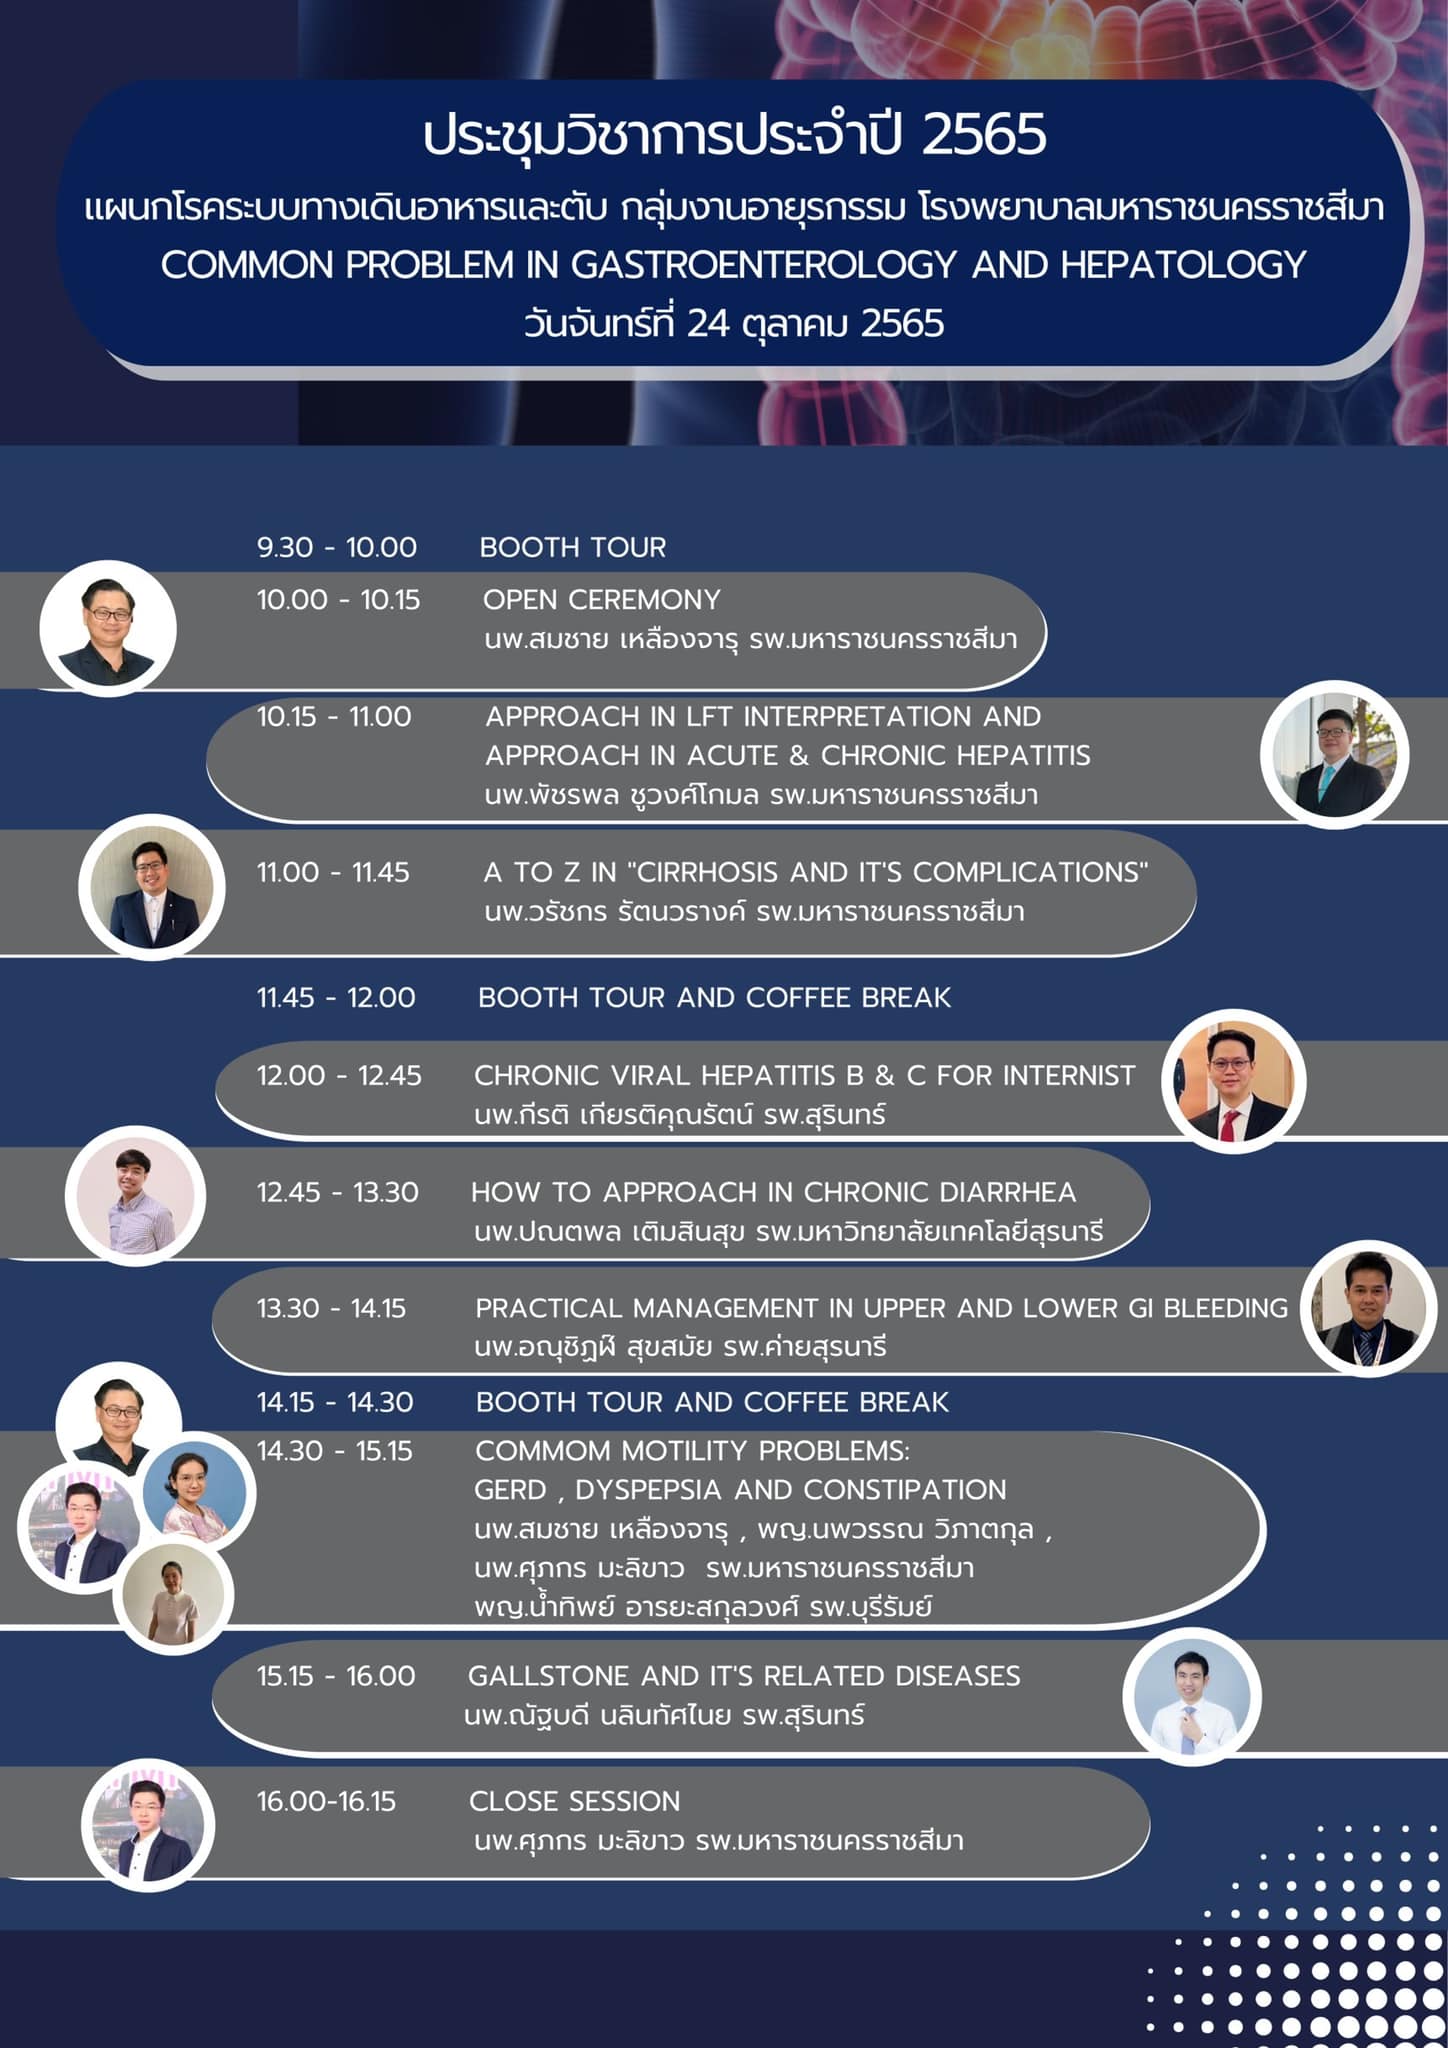 ประชุมวิชาการประจำปี 2565
แผนกโรคระบบทางเดินอาหารและตับ กลุ่มงานอายุรกรรม โรงพยาบาลมหาราชนครราชสีมา
COMMON PROBLEM IN GASTROENTEROLOGY AND HEPATOLOGY
วันจันทร์ที่ 24 ตุลาคม 2565
9.30 - 10.00 BOOTH TOUR
10.00 - 10.15 OPEN CEREMONY
นพ.สมชาย เหลืองจารุ รพ.มหาราชนครราชสีมา
10.15 - 11.00 APPROACH IN LFT INTERPRETATION AND
APPROACH IN ACUTE & CHRONIC HEPATITIS
นพ.พัชรพล ชูวงศ์โกมล รพ.มหาราชนครราชสีมา
11.00 - 11.45 A TO Z IN "CIRRHOSIS AND IT'S COMPLICATIONS"
นพ.วรัชกร รัตนวรางค์ รพ.มหาราชนครราชสีมา
11.45 - 12.00 BOOTH TOUR AND COFFEE BREAK
12.00 - 12.45 CHRONIC VIRAL HEPATITIS B & C FOR INTERNIST
นพ.กีรติ เกียรติคุณรัตน์ รพ.สุรินทร์
12.45 - 13.30 HOW TO APPROACH IN CHRONIC DIARRHEA
นพ.ปณตพล เติมสินสุข รพ.มหาวิทยาลัยเทคโลยีสุรนารี
13.30 - 14.15 PRACTICAL MANAGEMENT IN UPPER AND LOWER GI BLEEDING
นพ.อณุชิฏฬ์ สุขสมัย รพ.ค่ายสุรนารี
14.15 - 14.30 BOOTH TOUR AND COFFEE BREAK
14.30 - 15.15 COMMOM MOTILITY PROBLEMS:
GERD , DYSPEPSIA AND CONSTIPATION
นพ.สมชาย เหลืองจารุ , พญ.นพวรรณ วิภาตกุล ,
นพ.ศุภกร มะลิขาว รพ.มหาราชนครราชสีมา
พญ.น้ำทิพย์ อารยะสกุลวงศ์ รพ.บุรีรัมย์
15.15 - 16.00 GALLSTONE AND IT'S RELATED DISEASES
นพ.ณัฐบดี นลินทัศไนย รพ.สุรินทร์
16.00-16.15 CLOSE SESSION
นพ.ศุภกร มะลิขาว รพ.มหาราชนครราชสีมา